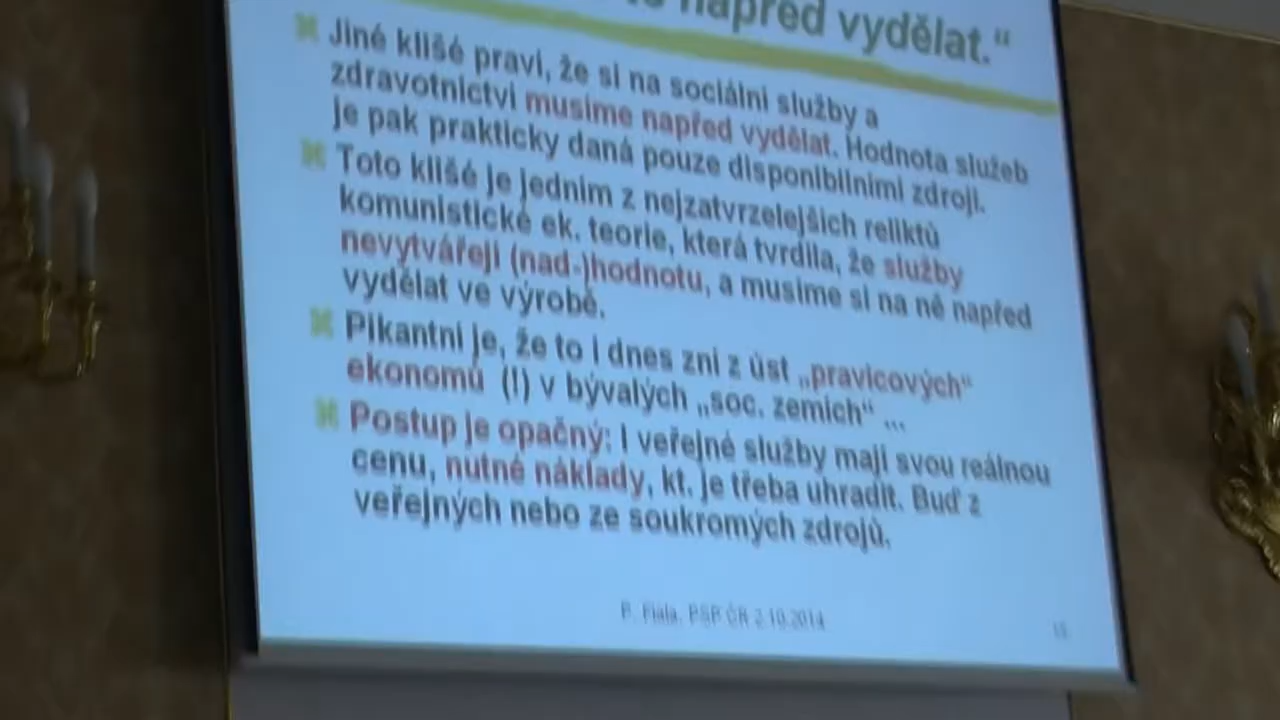 napřed vydělat.“
Jiné klišé praví, že si na sociální služby a
zdravotnictví musíme napřed vydělat. Hodnota služeb
je pak prakticky daná pouze disponibilními zdroji.
Toto klišé je jedním z nejzatvrzelejších reliktů
komunistické ek. teorie, která tvrdila, že služby
nevytvářejí (nad-)hodnotu, a musíme si na ně napřed
vydělat ve výrobě.
Pikantní je, že to i dnes zní z úst „pravicových“
ekonomů (!) v bývalých „soc. zemích“ ...
Postup je opačný: I veřejné služby mají svou reálnou
cenu, nutné náklady, kt. je třeba uhradit. Buď z
veřejných nebo ze soukromých zdrojů.
P. Fiala, PSP ČR 2.10.2014